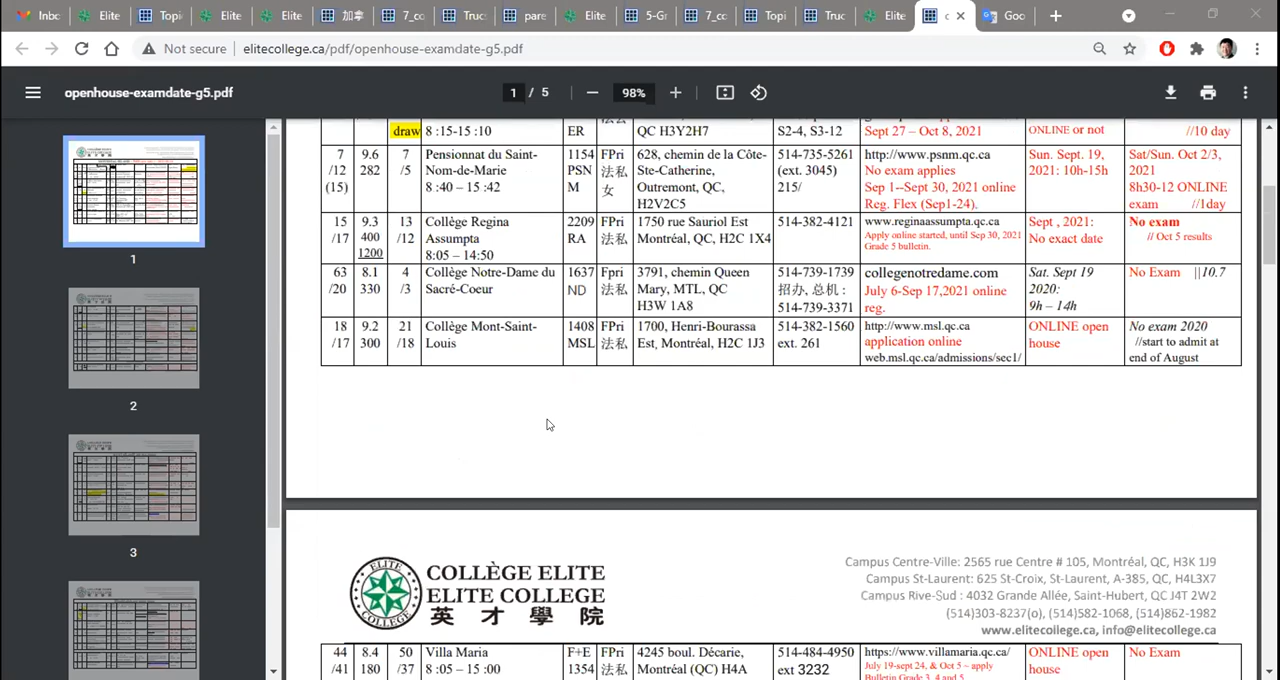 Inbc
Elite
Topi
Elite
Elite
加拿
7_co
Truc
pare
Elite
5-Gr
7_cc
Topi
Truc
Elite
c
Goo
Not secure
elitecollege.ca/pdf/openhouse-examdate-g5.pdf
openhouse-examdate-g5.pdf
1 / 5
98%
1
2
3
draw 8 :15-15 :10 ER QC H3Y2H7 S2-4, S3-12 Sept 27 – Oct 8, 2021 ONLINE or not //10 day
7 9.6 7 Pensionnat du Saint- 1154 FPri 628, chemin de la Côte- 514-735-5261 http://www.psnm.qc.ca Sun. Sept. 19, Sat/Sun. Oct 2/3,
/12 282 /5 Nom-de-Marie PSN 法私 Ste-Catherine, (ext. 3045) No exam applies 2021: 10h-15h 2021
(15) 8 :40 – 15 :42 M 女 Outremont, QC, 215/ Sep 1--Sept 30, 2021 online 8h30-12 ONLINE
H2V2C5 Reg. Flex (Sep1-24). exam //1day
15 9.3 13 Collège Regina 2209 FPri 1750 rue Sauriol Est 514-382-4121 www.reginaassumpta.qc.ca Sept , 2021: No exam
/17 400 /12 Assumpta RA 法私 Montréal, QC, H2C 1X4 Apply online started, until Sep 30, 2021 No exact date // Oct 5 results
1200 8:05 – 14:50 Grade 5 bulletin.
63 8.1 4 Collège Notre-Dame du 1637 Fpri 3791, chemin Queen 514-739-1739 collegenotredame.com Sat. Sept 19 No Exam ||10.7
/20 330 /3 Sacré-Coeur ND 法私 Mary, MTL, QC 招办, 总机 : July 6-Sep 17,2021 online 2020:
H3W 1A8 514-739-3371 reg. 9h – 14h
18 9.2 21 Collège Mont-Saint- 1408 FPri 1700, Henri-Bourassa 514-382-1560 http://www.msl.qc.ca ONLINE open No exam 2020
/17 300 /18 Louis MSL 法私 Est, Montréal, H2C 1J3 ext. 261 application online house //start to admit at
web.msl.qc.ca/admissions/sec1/ end of August
ELITE
COLLEGE
COLLÈGE ELITE
ELITE COLLEGE
英 才 學 院
Campus Centre-Ville: 2565 rue Centre # 105, Montréal, QC, H3K 1J9
Campus St-Laurent: 625 St-Croix, St-Laurent, A-385, QC, H4L3X7
Campus Rive-Sud : 4032 Grande Allée, Saint-Hubert, QC J4T 2W2
(514)303-8237(o), (514)582-1068, (514)862-1982
www.elitecollege.ca, info@elitecollege.ca
44 8.4 50 Villa Maria F+E FPri 4245 boul. Décarie, 514-484-4950 https://www.villamaria.qc.ca/ ONLINE open No Exam
/41 180 /37 8 :05 – 15 :00 1354 法私 Montréal (QC) H4A ext 3232 July 19-sept 24, & Oct 5 – apply house
Bulletin Grade 3, 4 and 5